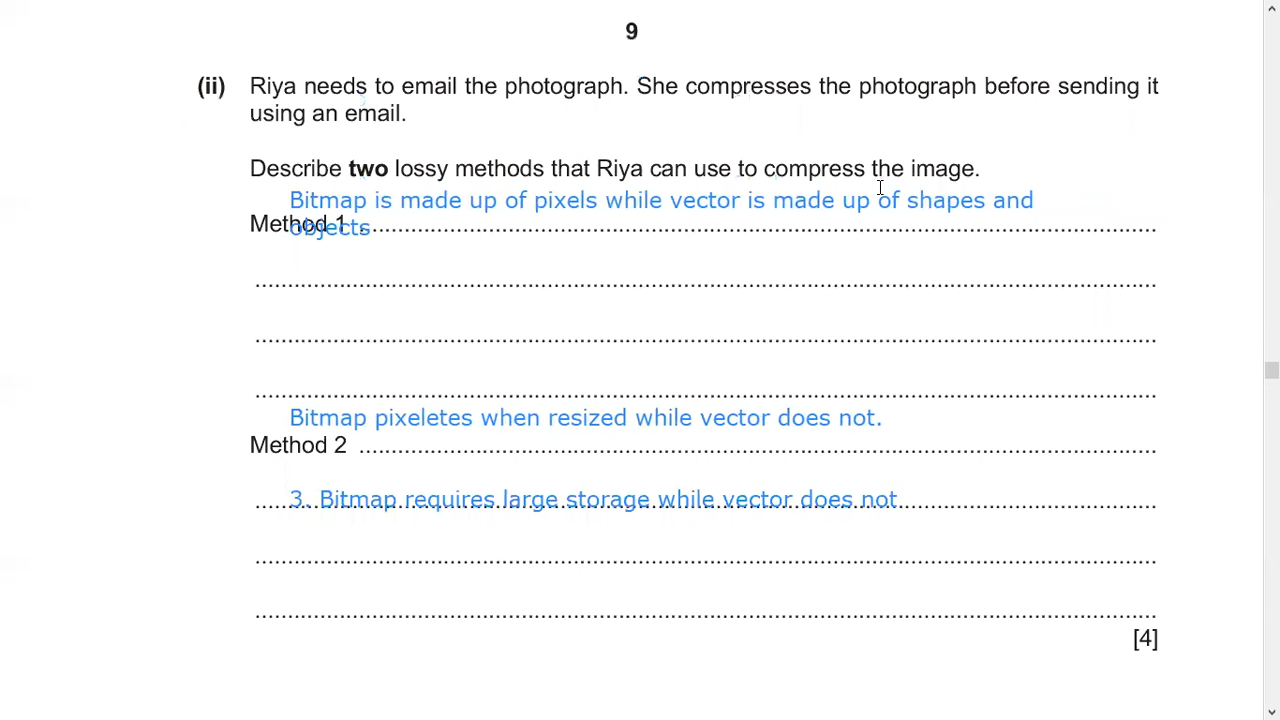 9
(ii) Riya needs to email the photograph. She compresses the photograph before sending it
using an email.
Describe two lossy methods that Riya can use to compress the image.
Bitmap is made up of pixels while vector is made up of shapes and
objects
Method 1 ....................................................................................................
....................................................................................................
....................................................................................................
....................................................................................................
Bitmap pixeletes when resized while vector does not.
Method 2 ....................................................................................................
3. Bitmap requires large storage while vector does not
....................................................................................................
....................................................................................................
....................................................................................................
[4]